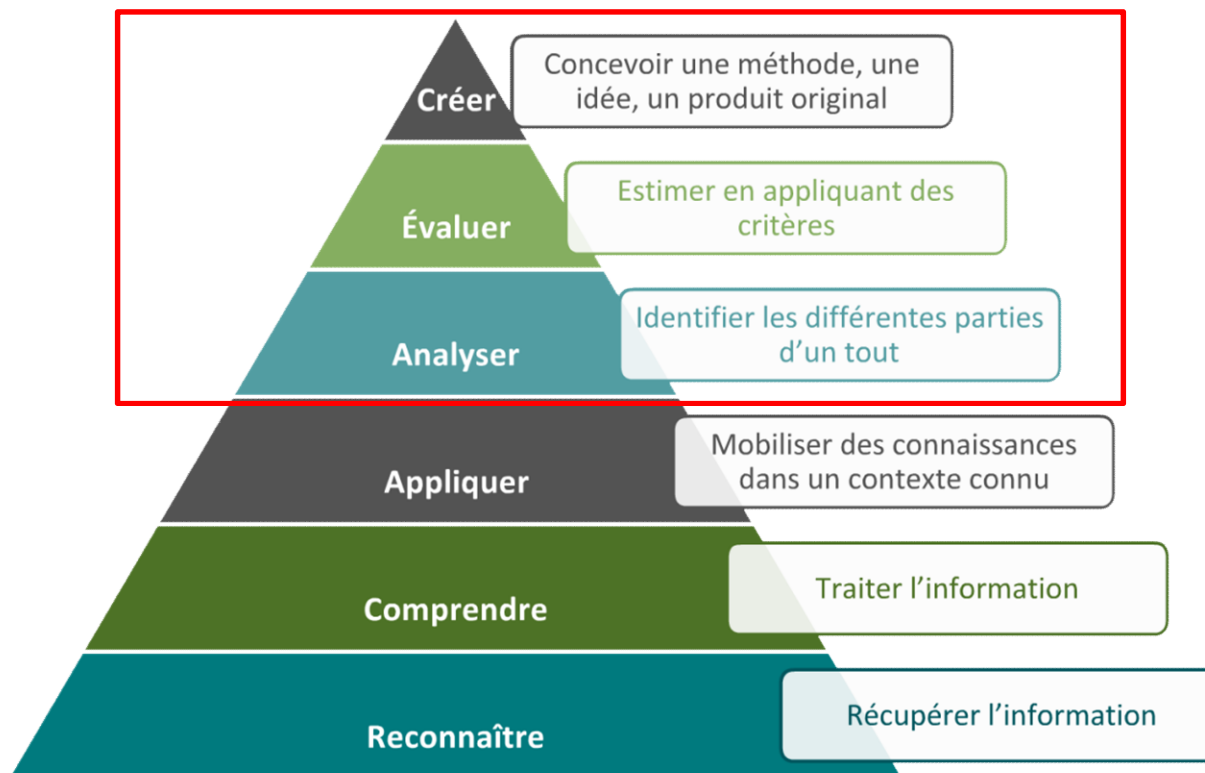 Créer
Concevoir une méthode, une
idée, un produit original
Évaluer
Estimer en appliquant des
critères
Analyser
Identifier les différentes parties
d’un tout
Appliquer
Mobiliser des connaissances
dans un contexte connu
Comprendre
Traiter l’information
Reconnaître
Récupérer l’information